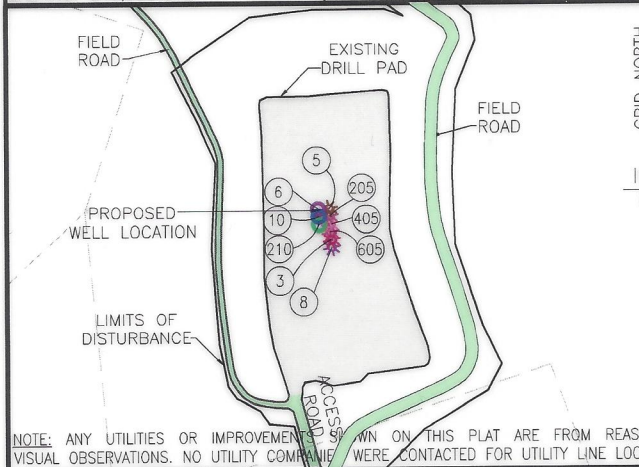 FIELD
ROAD
EXISTING
DRILL PAD
GRID NORTH
FIELD
ROAD
5
6
205
PROPOSED
WELL LOCATION
10
405
210
605
3
8
LIMITS OF
DISTURBANCE
ACCESS
ROAD
NOTE: ANY UTILITIES OR IMPROVEMENTS SHOWN ON THIS PLAT ARE FROM REAS
VISUAL OBSERVATIONS. NO UTILITY COMPANIES WERE CONTACTED FOR UTILITY LINE LOC